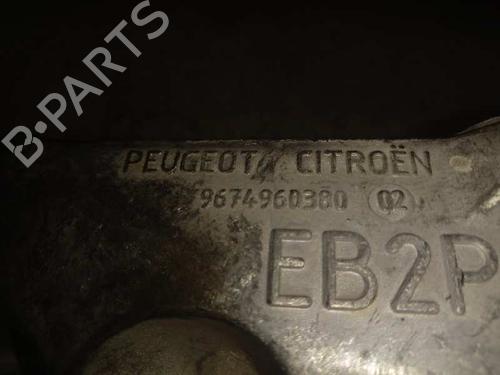 B-PARTS
PEUGEOT / CITROËN
9674960380 02
EB2P